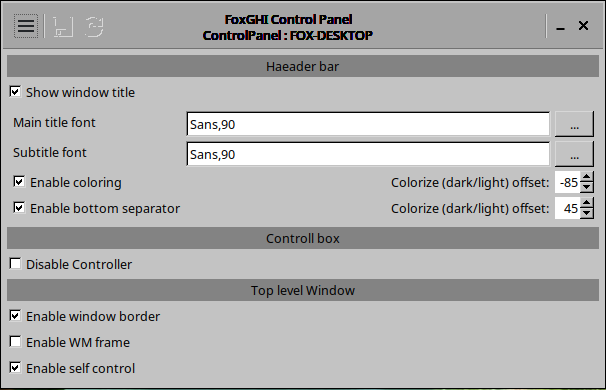 FoxGHI Control Panel
ControlPanel : FOX-DESKTOP
Haeader bar
Show window title
Main title font Sans,90 ...
Subtitle font Sans,90 ...
Enable coloring Colorize (dark/light) offset: -85
Enable bottom separator Colorize (dark/light) offset: 45
Controll box
Disable Controller
Top level Window
Enable window border
Enable WM frame
Enable self control